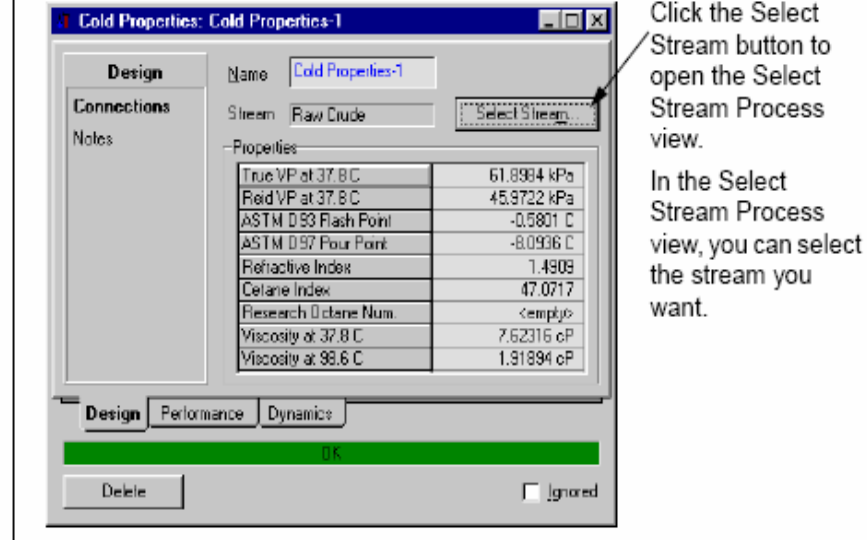 Cold Properties: Cold Properties-1
Design
Connections
Notes
Name Cold Properties-1
Stream Raw Crude Select Stream...
Properties
True VP at 37.8 C 61.8984 kPa
Reid VP at 37.8 C 45.9722 kPa
ASTM D93 Flash Point -0.5801 C
ASTM D97 Pour Point -8.0936 C
Refractive Index 1.4909
Cetane Index 47.0717
Research Octane Num. <empty>
Viscosity at 37.8 C 7.62316 cP
Viscosity at 98.6 C 1.91894 cP
Design Performance Dynamics
OK
Delete Ignored
Click the Select
Stream button to
open the Select
Stream Process
view.
In the Select
Stream Process
view, you can select
the stream you
want.